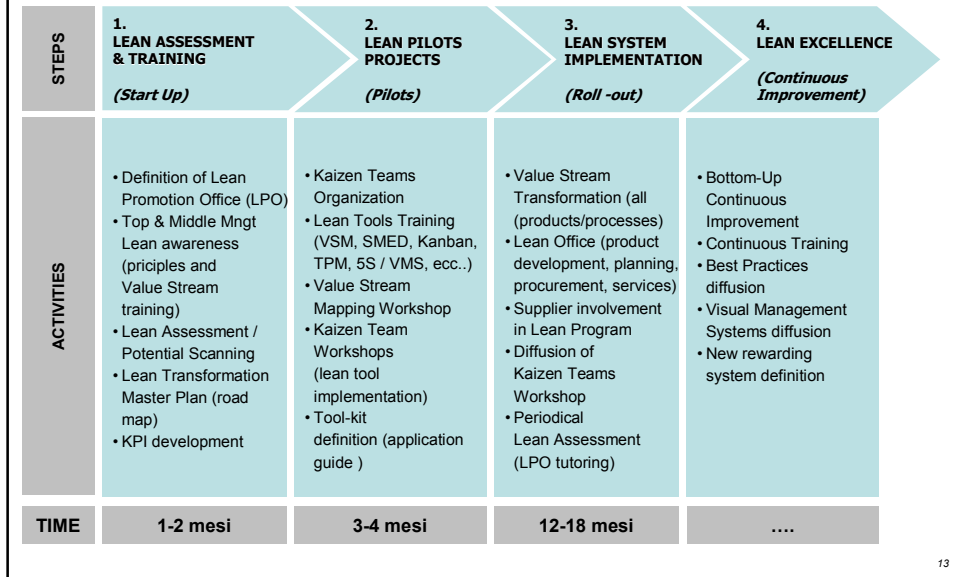 STEPS
1.
LEAN ASSESSMENT
& TRAINING
(Start Up)
2.
LEAN PILOTS
PROJECTS
(Pilots)
3.
LEAN SYSTEM
IMPLEMENTATION
(Roll -out)
4.
LEAN EXCELLENCE
(Continuous
Improvement)
ACTIVITIES
• Definition of Lean
Promotion Office (LPO)
• Top & Middle Mngt
Lean awareness
(priciples and
Value Stream
training)
• Lean Assessment /
Potential Scanning
• Lean Transformation
Master Plan (road
map)
• KPI development
• Kaizen Teams
Organization
• Lean Tools Training
(VSM, SMED, Kanban,
TPM, 5S / VMS, ecc..)
• Value Stream
Mapping Workshop
• Kaizen Team
Workshops
(lean tool
implementation)
• Tool-kit
definition (application
guide )
• Value Stream
Transformation (all
(products/processes)
• Lean Office (product
development, planning,
procurement, services)
• Supplier involvement
in Lean Program
• Diffusion of
Kaizen Teams
Workshop
• Periodical
Lean Assessment
(LPO tutoring)
• Bottom-Up
Continuous
Improvement
• Continuous Training
• Best Practices
diffusion
• Visual Management
Systems diffusion
• New rewarding
system definition
TIME
1-2 mesi
3-4 mesi
12-18 mesi
....
13